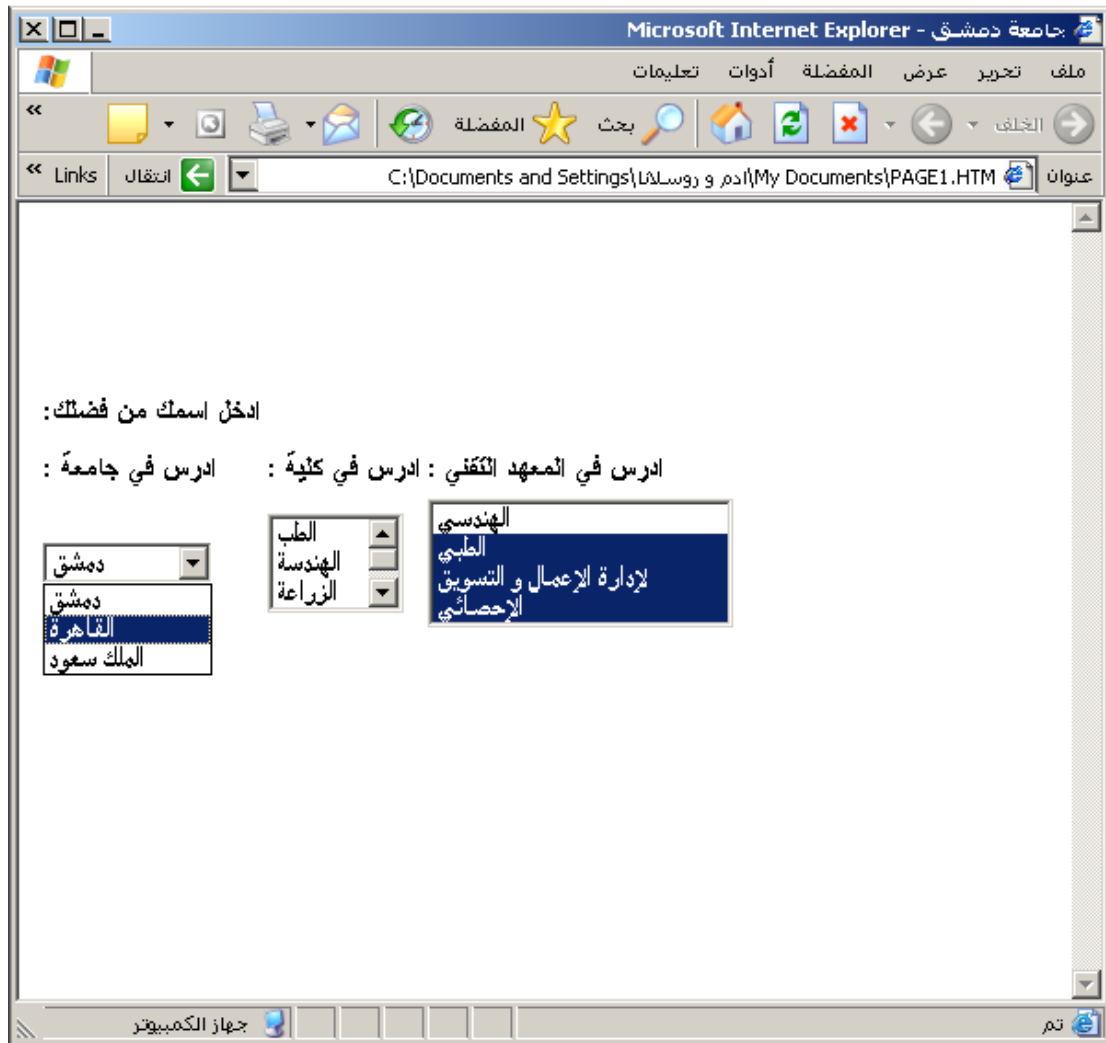 جامعة دمشق - Microsoft Internet Explorer
ملف تحرير عرض المفضلة أدوات تعليمات
الخلف بحث المفضلة »
عنوان C:\Documents and Settings\ادم و روسلانا\My Documents\PAGE1.HTM انتقال Links »
ادخل اسمك من فضلك:
ادرس في جامعة : ادرس في كلية : ادرس في المعهد التقني :
دمشق
دمشق
القاهرة
الملك سعود
الطب
الهندسة
الزراعة
الهندسي
الطبي
لإدارة الإعمال و التسويق
الإحصائي
تم جهاز الكمبيوتر